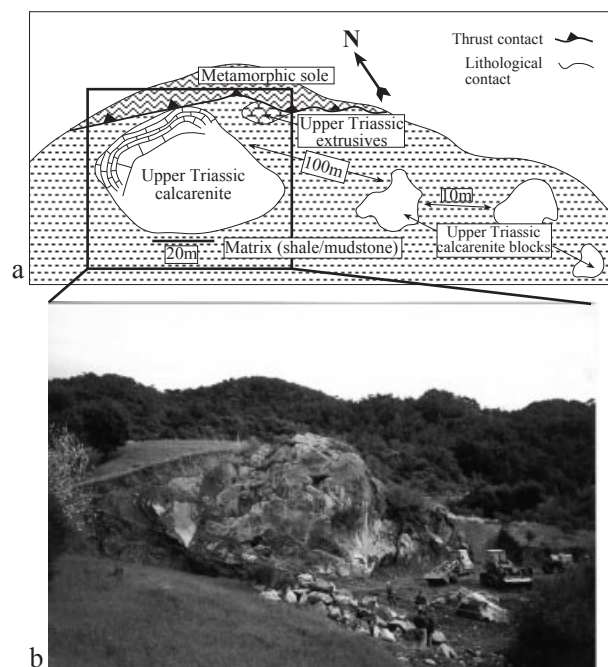 a
N
Thrust contact
Lithological
contact
Metamorphic sole
Upper Triassic
extrusives
100m
Upper Triassic
calcarenite
10m
Upper Triassic
calcarenite blocks
Matrix (shale/mudstone)
20m
b